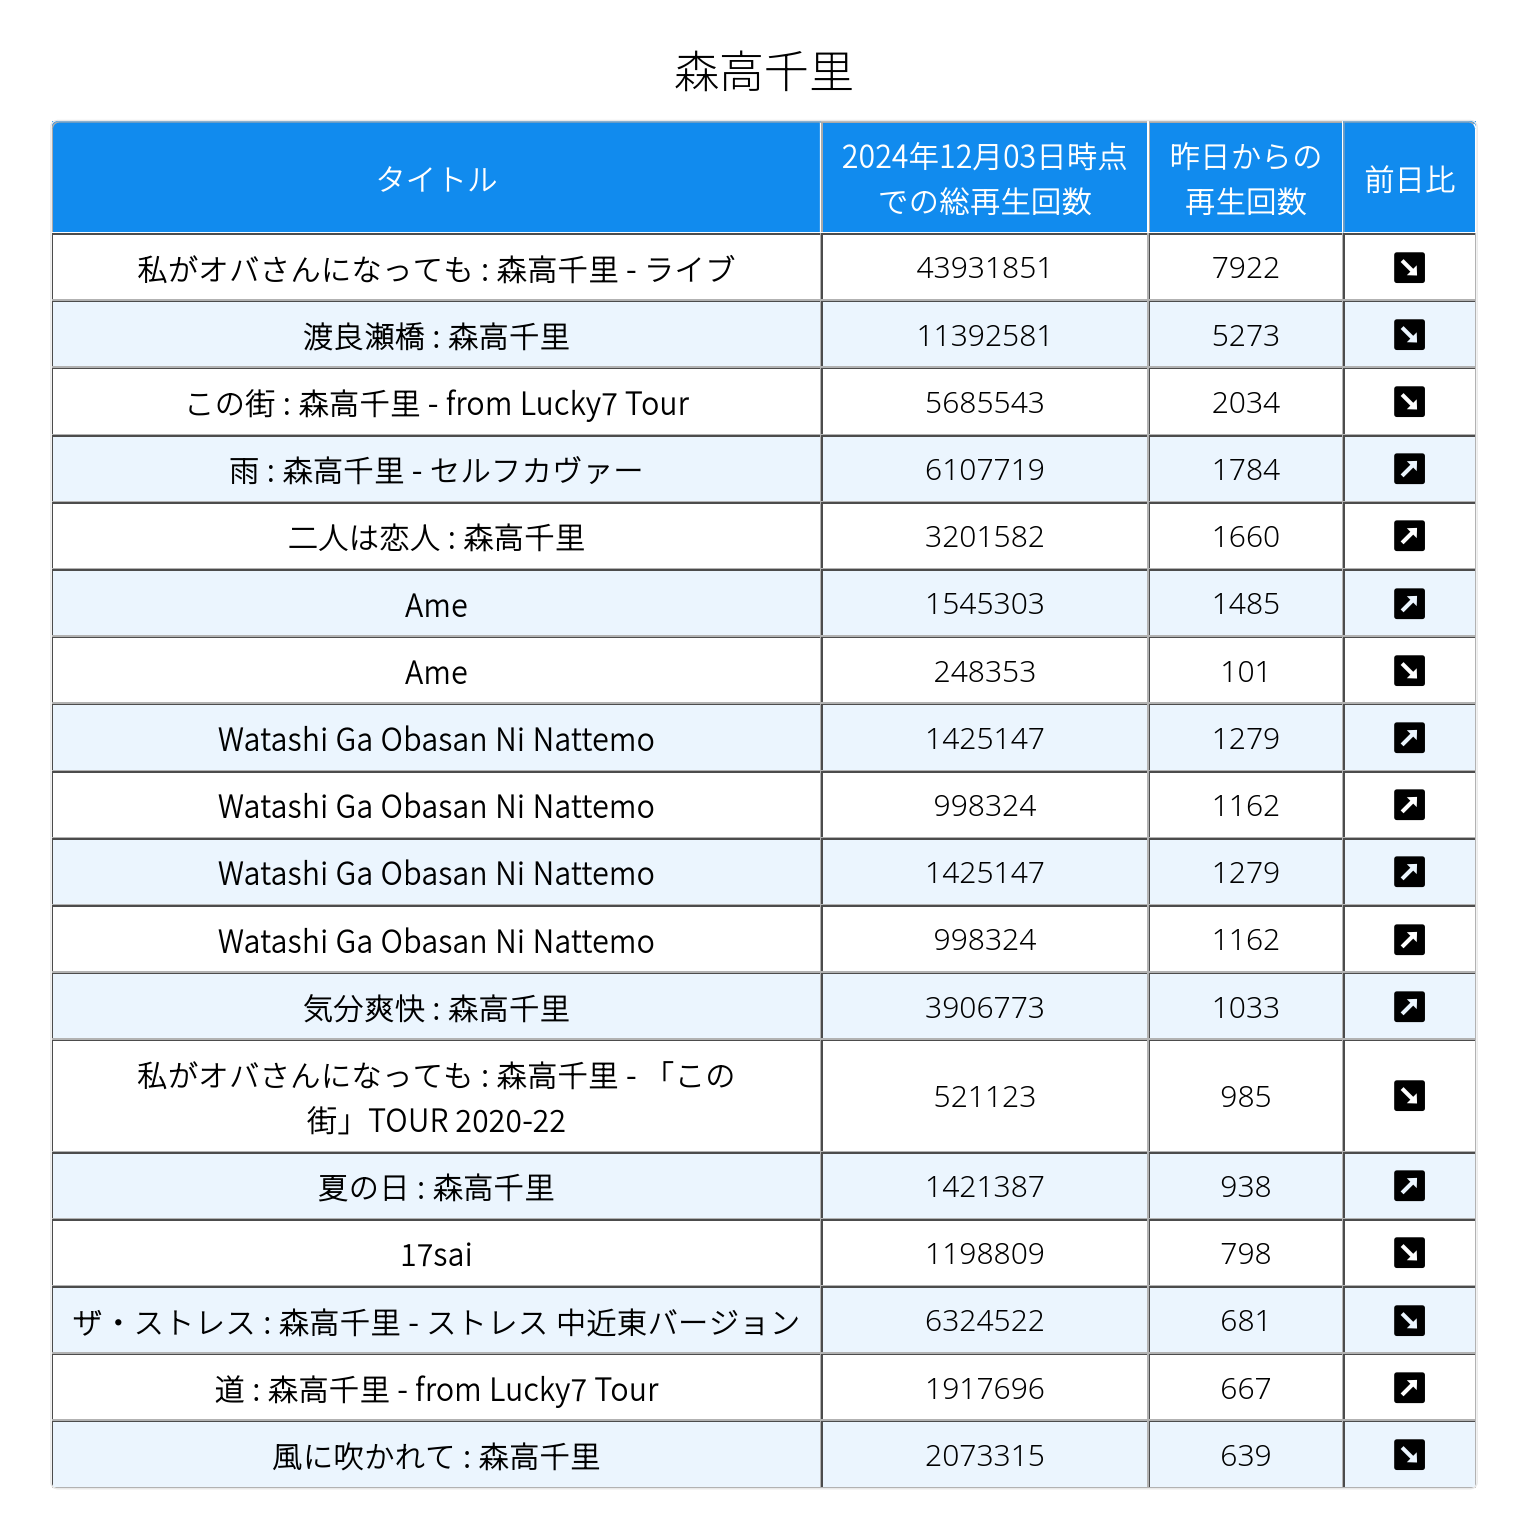 森高千里
タイトル 2024年12月03日時点 昨日からの 前日比
での総再生回数 再生回数
私がオバさんになっても : 森高千里 - ライブ 43931851 7922
渡良瀬橋 : 森高千里 11392581 5273
この街 : 森高千里 - from Lucky7 Tour 5685543 2034
雨 : 森高千里 - セルフカヴァー 6107719 1784
二人は恋人 : 森高千里 3201582 1660
Ame 1545303 1485
Ame 248353 101
Watashi Ga Obasan Ni Nattemo 1425147 1279
Watashi Ga Obasan Ni Nattemo 998324 1162
Watashi Ga Obasan Ni Nattemo 1425147 1279
Watashi Ga Obasan Ni Nattemo 998324 1162
気分爽快 : 森高千里 3906773 1033
私がオバさんになっても : 森高千里 - 「この
街」TOUR 2020-22 521123 985
夏の日 : 森高千里 1421387 938
17sai 1198809 798
ザ・ストレス : 森高千里 - ストレス 中近東バージョン 6324522 681
道 : 森高千里 - from Lucky7 Tour 1917696 667
風に吹かれて : 森高千里 2073315 639